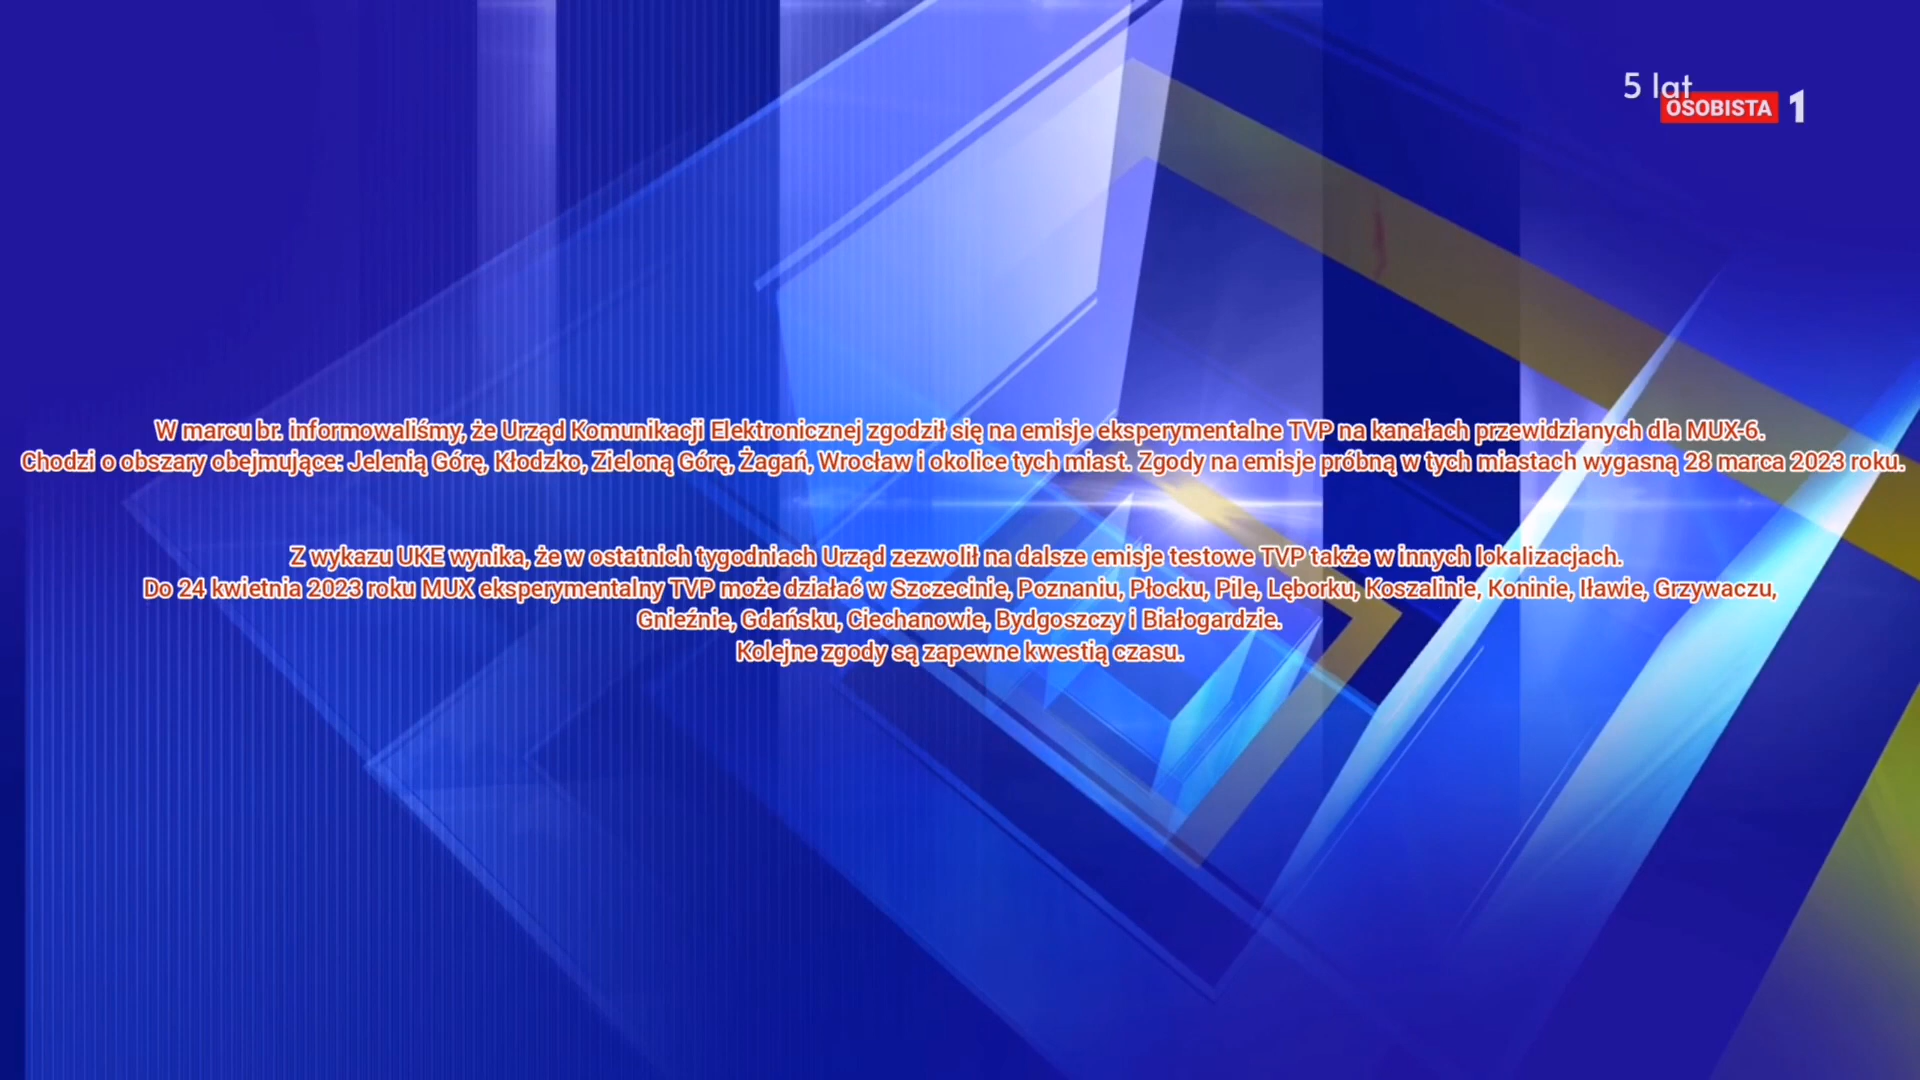 5 lat
OSOBISTA 1
W marcu br. informowaliśmy, że Urząd Komunikacji Elektronicznej zgodził się na emisje eksperymentalne TVP na kanałach przewidzianych dla MUX-6.
Chodzi o obszary obejmujące: Jelenią Górę, Kłodzko, Zieloną Górę, Żagań, Wrocław i okolice tych miast. Zgody na emisje próbną w tych miastach wygasną 28 marca 2023 roku.
Z wykazu UKE wynika, że w ostatnich tygodniach Urząd zezwolił na dalsze emisje testowe TVP także w innych lokalizacjach.
Do 24 kwietnia 2023 roku MUX eksperymentalny TVP może działać w Szczecinie, Poznaniu, Płocku, Pile, Lęborku, Koszalinie, Koninie, Iławie, Grzywaczu,
Gnieźnie, Gdańsku, Ciechanowie, Bydgoszczy i Białogardzie.
Kolejne zgody są zapewne kwestią czasu.